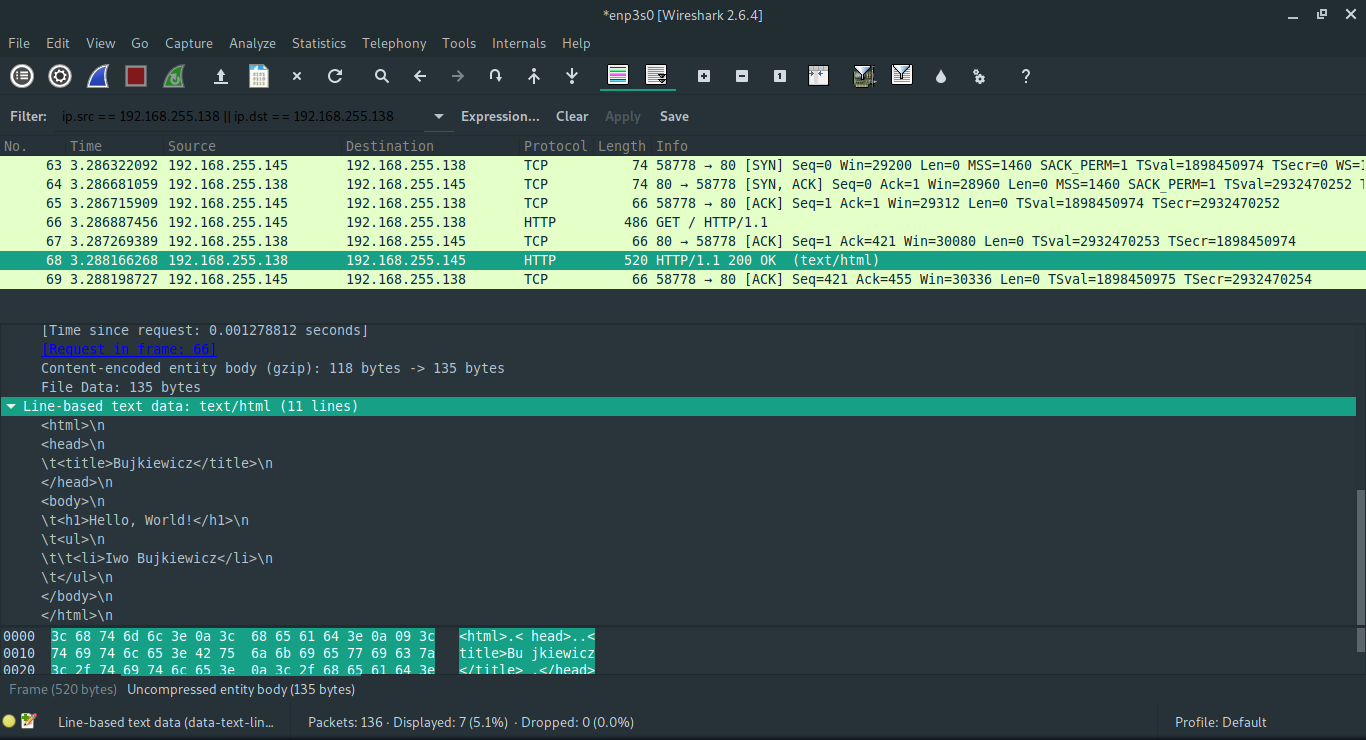 *enp3s0 [Wireshark 2.6.4]
File Edit View Go Capture Analyze Statistics Telephony Tools Internals Help
Filter: ip.src == 192.168.255.138 || ip.dst == 192.168.255.138 Expression... Clear Apply Save
No. Time Source Destination Protocol Length Info
63 3.286322092 192.168.255.145 192.168.255.138 TCP 74 58778 → 80 [SYN] Seq=0 Win=29200 Len=0 MSS=1460 SACK_PERM=1 TSval=1898450974 TSecr=0 WS=1
64 3.286681059 192.168.255.138 192.168.255.145 TCP 74 80 → 58778 [SYN, ACK] Seq=0 Ack=1 Win=28960 Len=0 MSS=1460 SACK_PERM=1 TSval=2932470252 T
65 3.286715909 192.168.255.145 192.168.255.138 TCP 66 58778 → 80 [ACK] Seq=1 Ack=1 Win=29312 Len=0 TSval=1898450974 TSecr=2932470252
66 3.286887456 192.168.255.145 192.168.255.138 HTTP 486 GET / HTTP/1.1
67 3.287269389 192.168.255.138 192.168.255.145 TCP 66 80 → 58778 [ACK] Seq=1 Ack=421 Win=30080 Len=0 TSval=2932470253 TSecr=1898450974
68 3.288166268 192.168.255.138 192.168.255.145 HTTP 520 HTTP/1.1 200 OK (text/html)
69 3.288198727 192.168.255.145 192.168.255.138 TCP 66 58778 → 80 [ACK] Seq=421 Ack=455 Win=30336 Len=0 TSval=1898450975 TSecr=2932470254
[Time since request: 0.001278812 seconds]
[Request in frame: 66]
Content-encoded entity body (gzip): 118 bytes -> 135 bytes
File Data: 135 bytes
Line-based text data: text/html (11 lines)
<html>\n
<head>\n
\t<title>Bujkiewicz</title>\n
</head>\n
<body>\n
\t<h1>Hello, World!</h1>\n
\t<ul>\n
\t\t<li>Iwo Bujkiewicz</li>\n
\t</ul>\n
</body>\n
</html>\n
0000 3c 68 74 6d 6c 3e 0a 3c 68 65 61 64 3e 0a 09 3c <html>.< head>..<
0010 74 69 74 6c 65 3e 42 75 6a 6b 69 65 77 69 63 7a title>Bu jkiewicz
0020 3c 2f 74 69 74 6c 65 3e 0a 3c 2f 68 65 61 64 3e </title> .</head>
Frame (520 bytes) Uncompressed entity body (135 bytes)
Line-based text data (data-text-lin... Packets: 136 · Displayed: 7 (5.1%) · Dropped: 0 (0.0%) Profile: Default